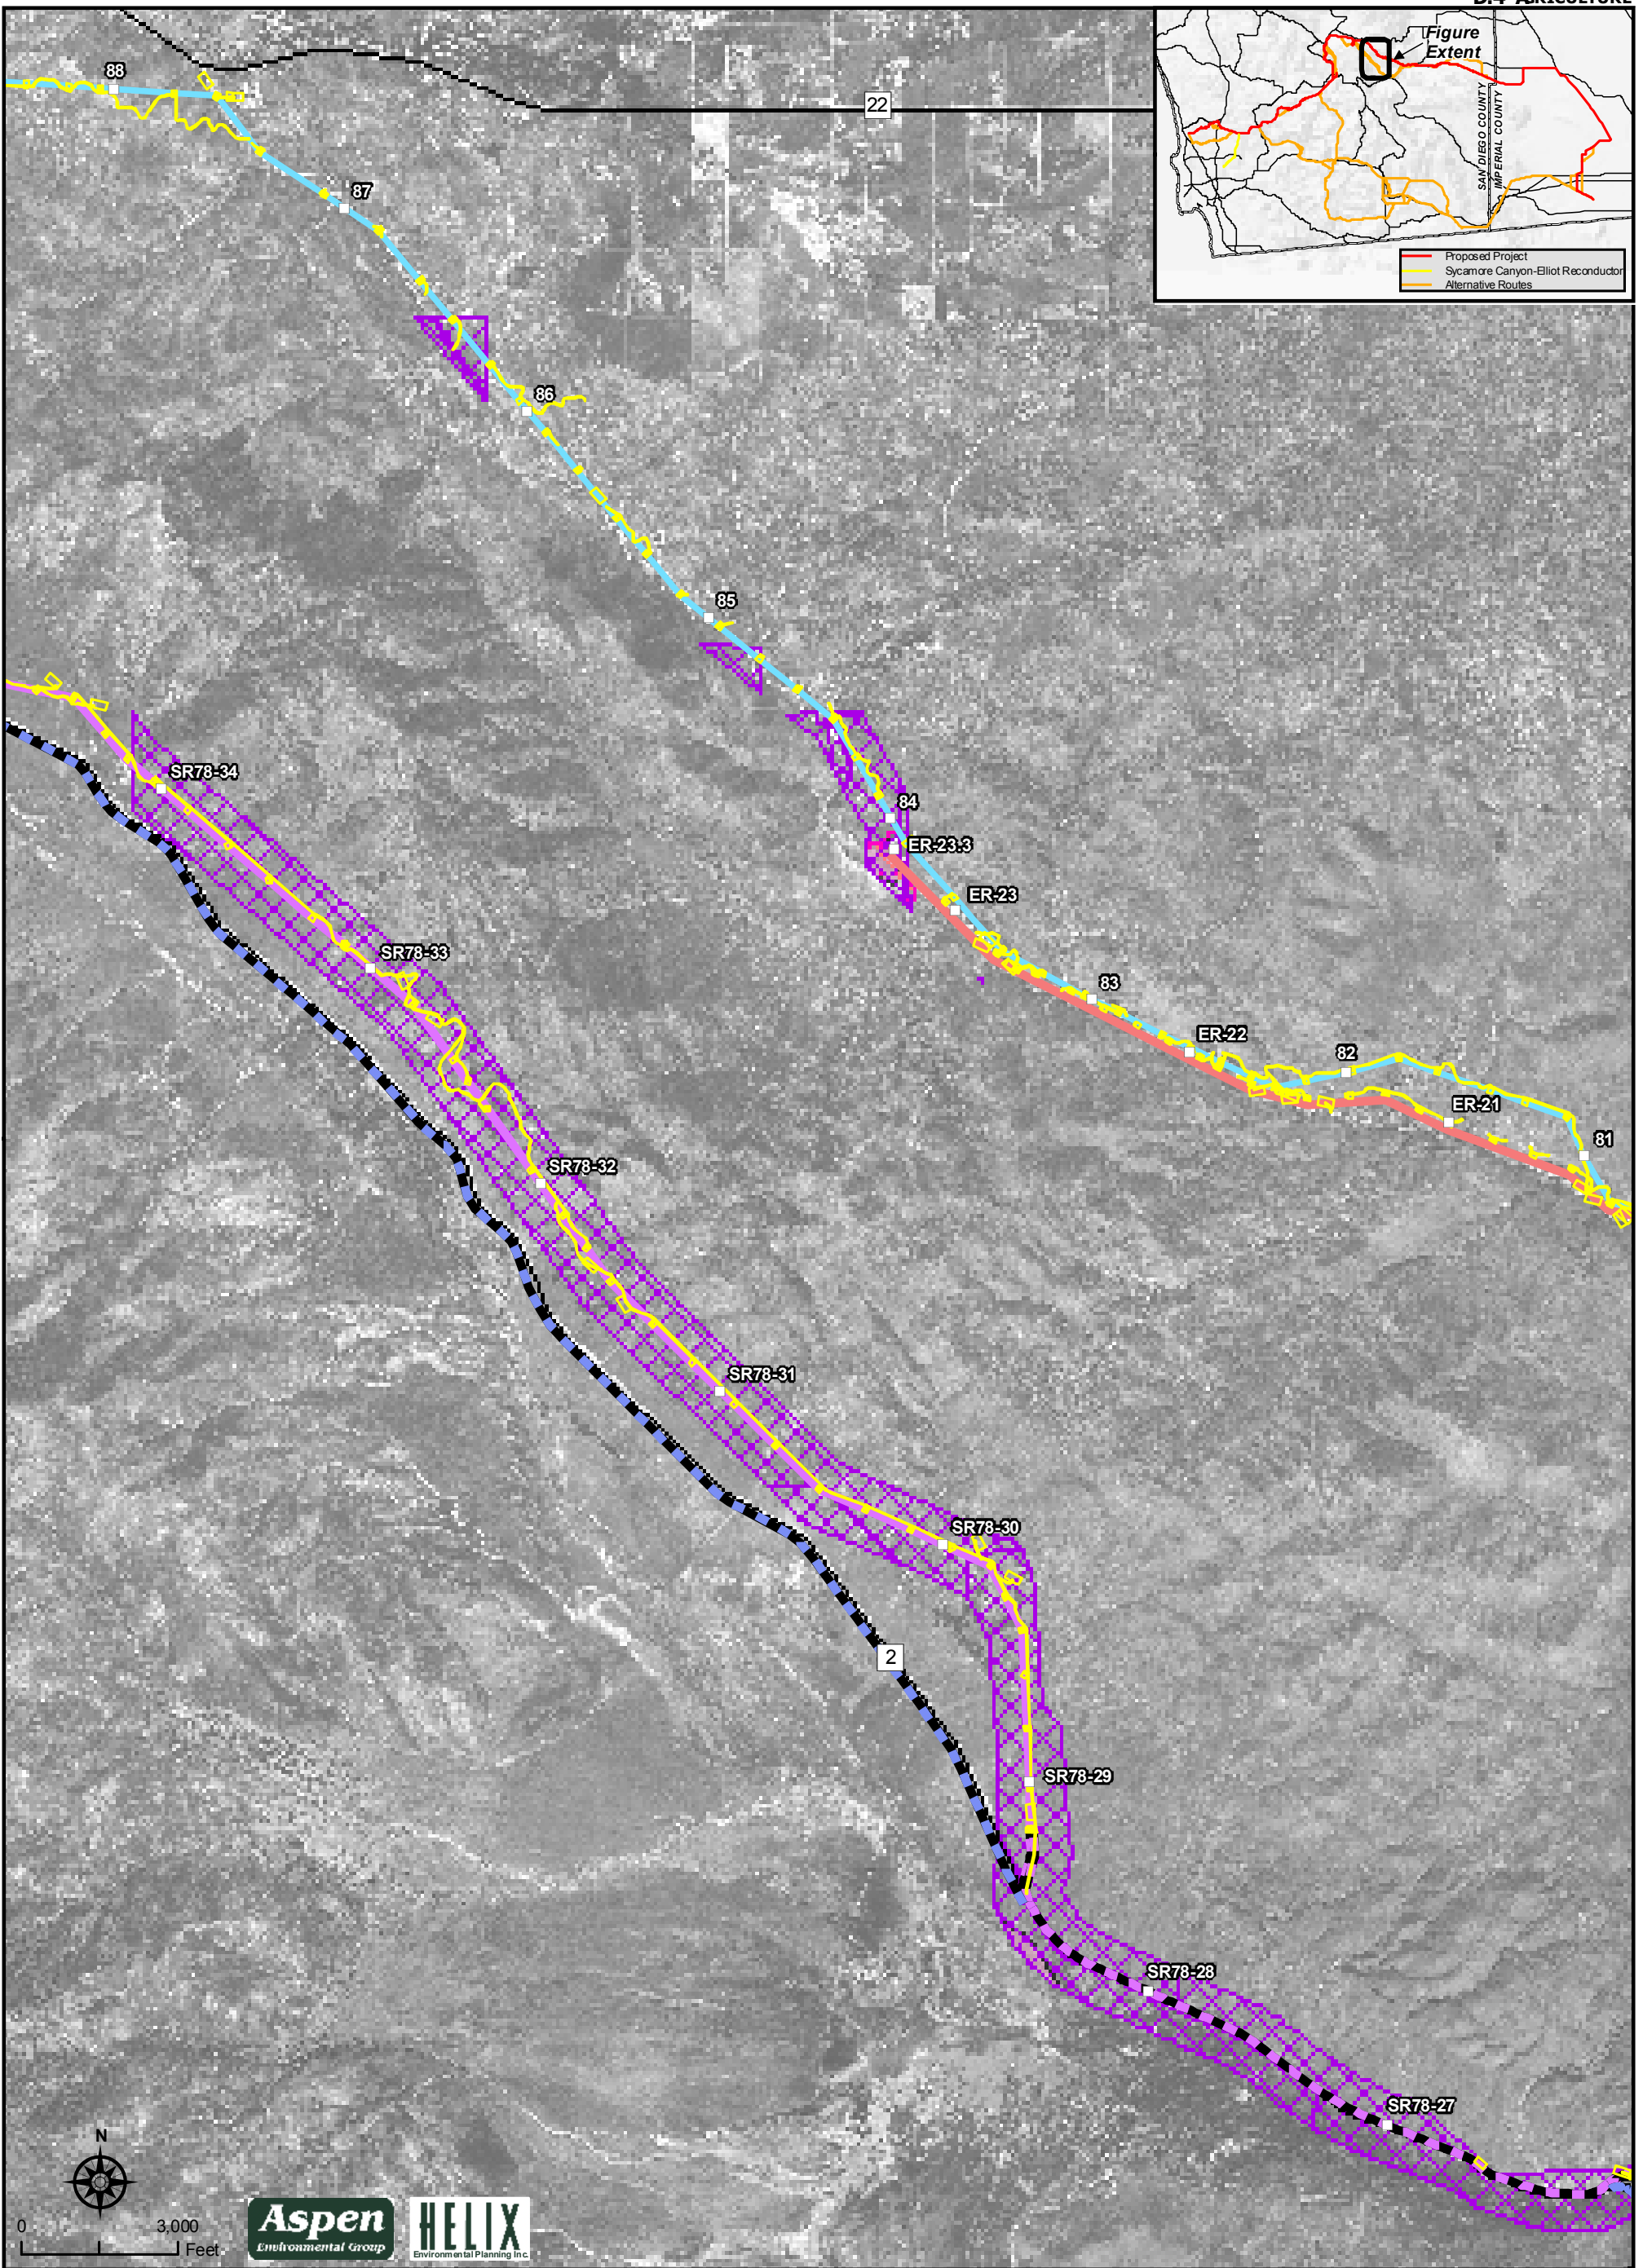 Figure
Extent
SAN DIEGO COUNTY
IMPERIAL COUNTY
Proposed Project
Sycamore Canyon-Elliot Reconductor
Alternative Routes
88
22
87
86
85
SR78-34
84
ER-23.3
ER-23
SR78-33
83
ER-22
82
ER-21
81
SR78-32
SR78-31
SR78-30
2
SR78-29
SR78-28
SR78-27
N
0 3,000
Feet
Aspen
Environmental Group
HELIX
Environmental Planning Inc.